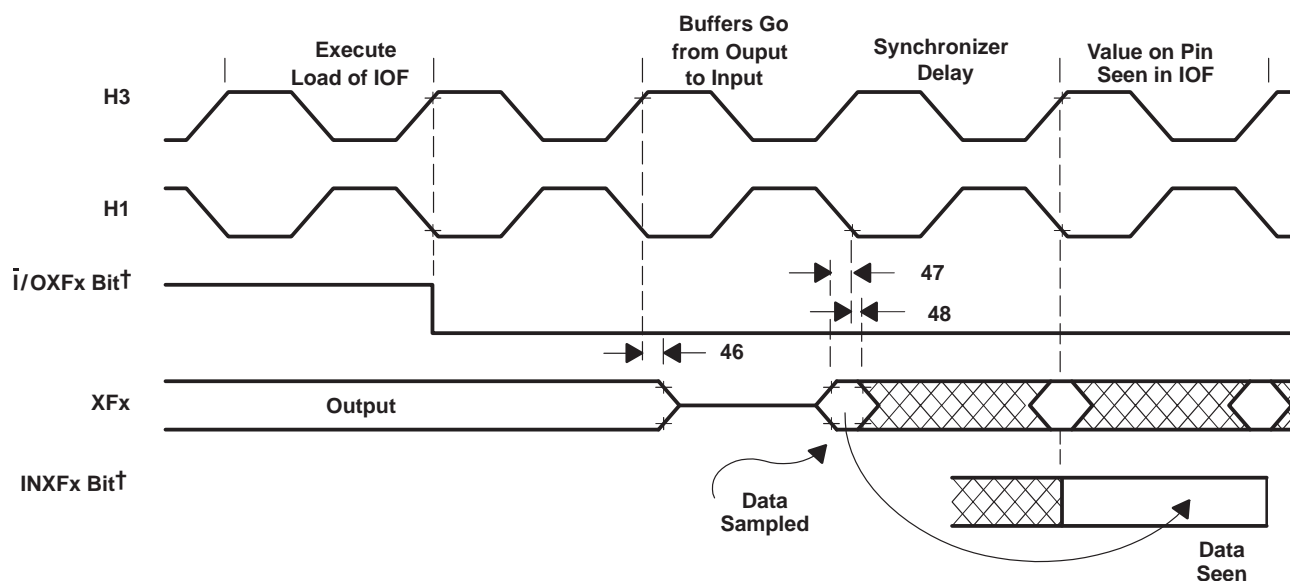 Execute
Load of IOF
Buffers Go
from Ouput
to Input
Synchronizer
Delay
Value on Pin
Seen in IOF
H3
H1
Ī/OXFx Bit†
47
48
46
XFx
Output
INXFx Bit†
Data
Sampled
Data
Seen